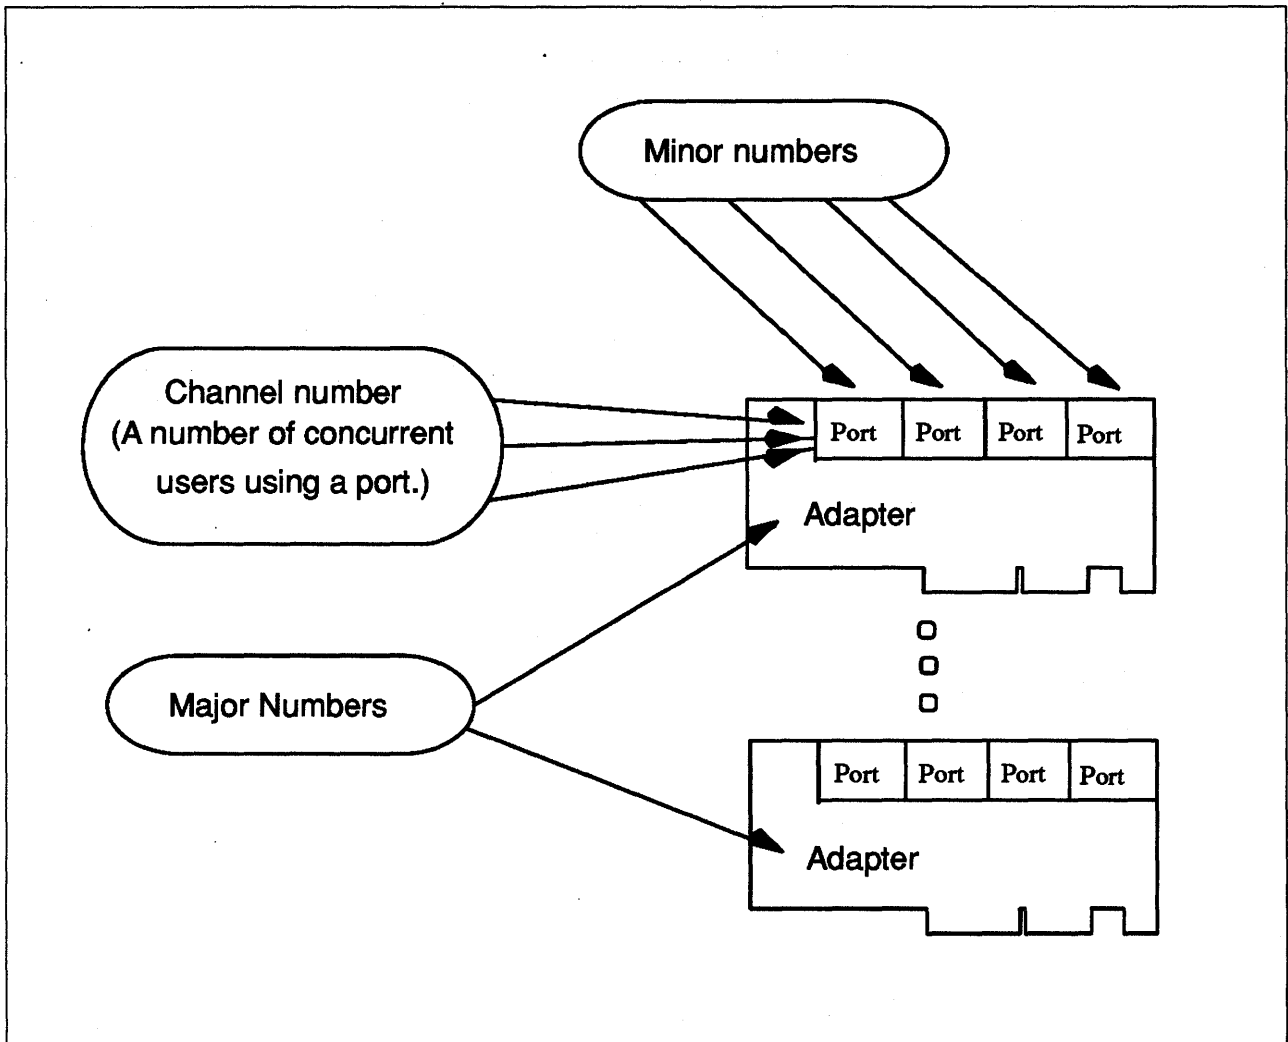 Minor numbers
Channel number
(A number of concurrent
users using a port.)
Port Port Port Port
Adapter
Major Numbers
Port Port Port Port
Adapter